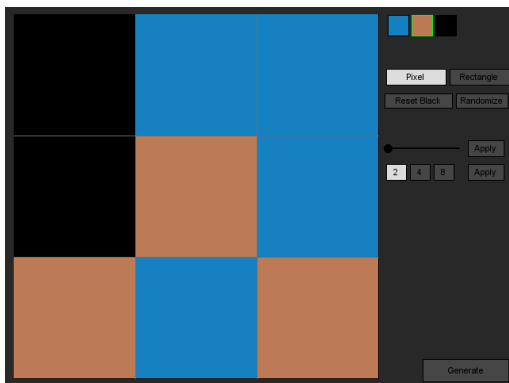 Pixel Rectangle
Reset Black Randomize
Apply
2 4 8 Apply
Generate